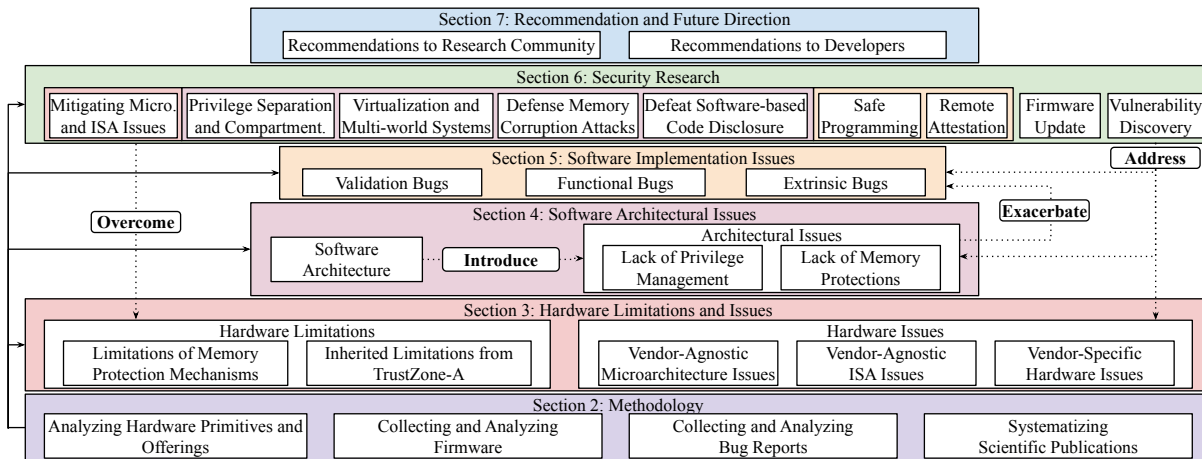 Section 7: Recommendation and Future Direction
Recommendations to Research Community
Recommendations to Developers
Section 6: Security Research
Mitigating Micro.
and ISA Issues
Privilege Separation
and Compartment.
Virtualization and
Multi-world Systems
Defense Memory
Corruption Attacks
Defeat Software-based
Code Disclosure
Safe
Programming
Remote
Attestation
Firmware
Update
Vulnerability
Discovery
Section 5: Software Implementation Issues
Validation Bugs
Functional Bugs
Extrinsic Bugs
Address
Overcome
Exacerbate
Section 4: Software Architectural Issues
Software
Architecture
Introduce
Architectural Issues
Lack of Privilege
Management
Lack of Memory
Protections
Section 3: Hardware Limitations and Issues
Hardware Limitations
Limitations of Memory
Protection Mechanisms
Inherited Limitations from
TrustZone-A
Hardware Issues
Vendor-Agnostic
Microarchitecture Issues
Vendor-Agnostic
ISA Issues
Vendor-Specific
Hardware Issues
Section 2: Methodology
Analyzing Hardware Primitives and
Offerings
Collecting and Analyzing
Firmware
Collecting and Analyzing
Bug Reports
Systematizing
Scientific Publications